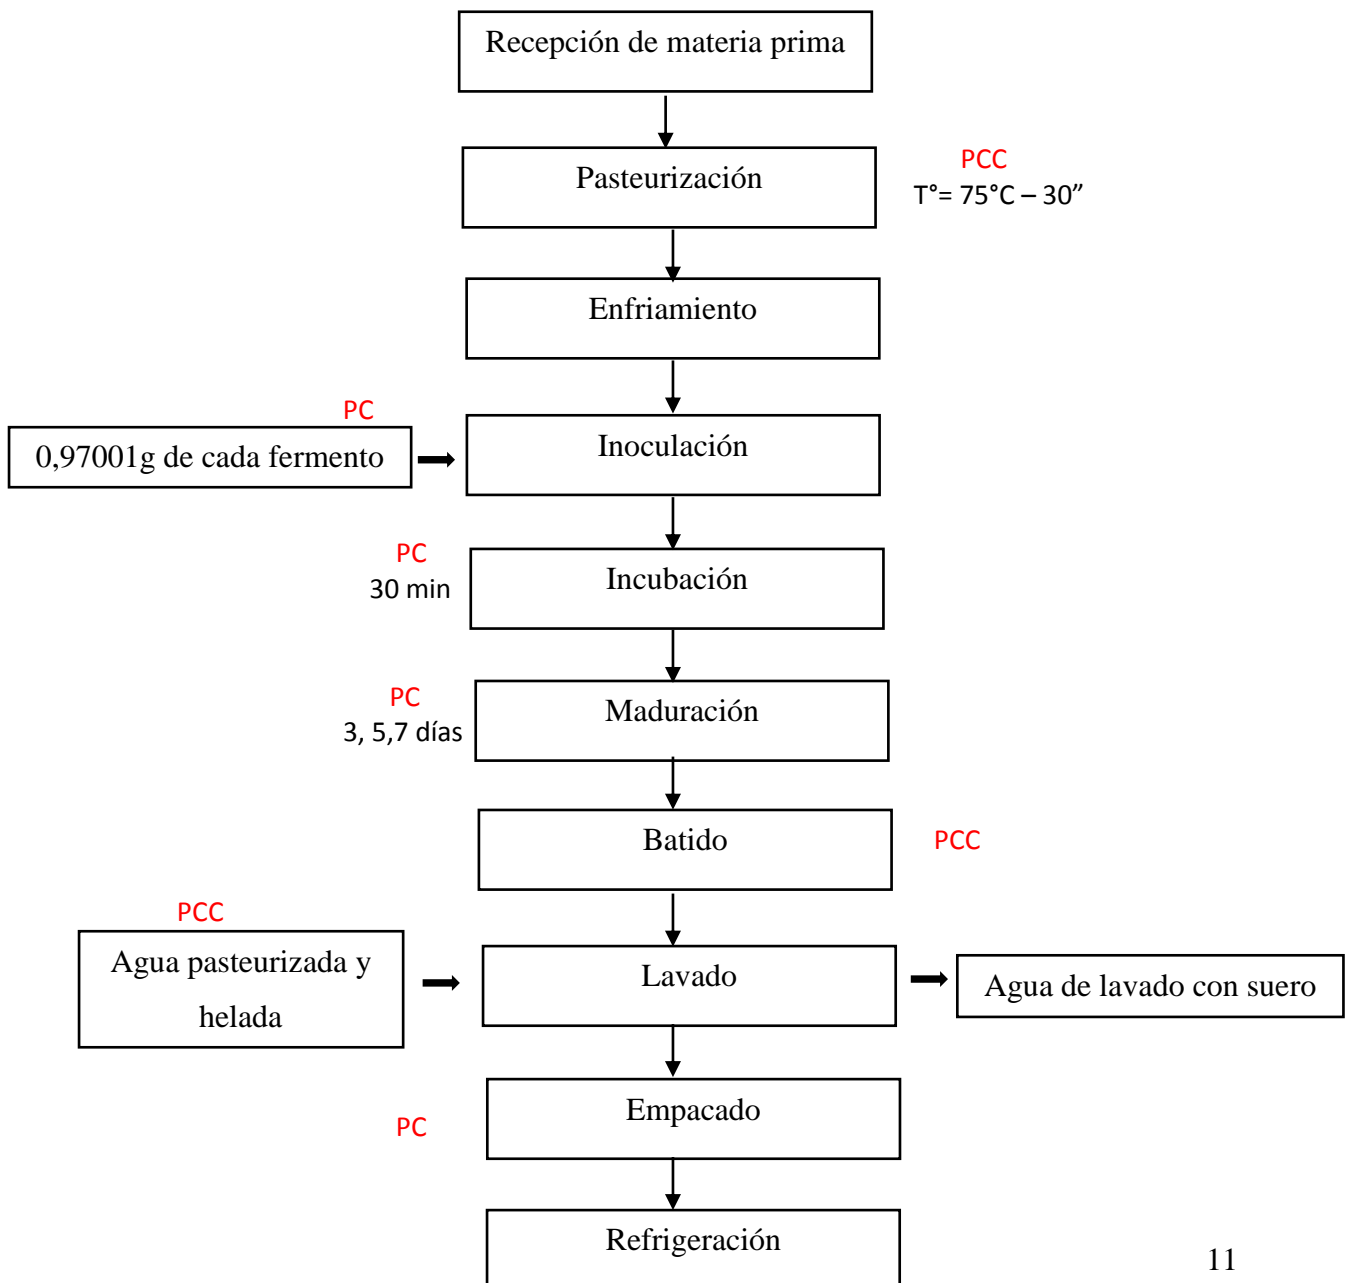 Recepción de materia prima
Pasteurización
PCC
T°= 75°C – 30”
Enfriamiento
PC
0,97001g de cada fermento
Inoculación
PC
30 min
Incubación
PC
3, 5,7 días
Maduración
Batido
PCC
PCC
Agua pasteurizada y
helada
Lavado
Agua de lavado con suero
PC
Empacado
Refrigeración
11